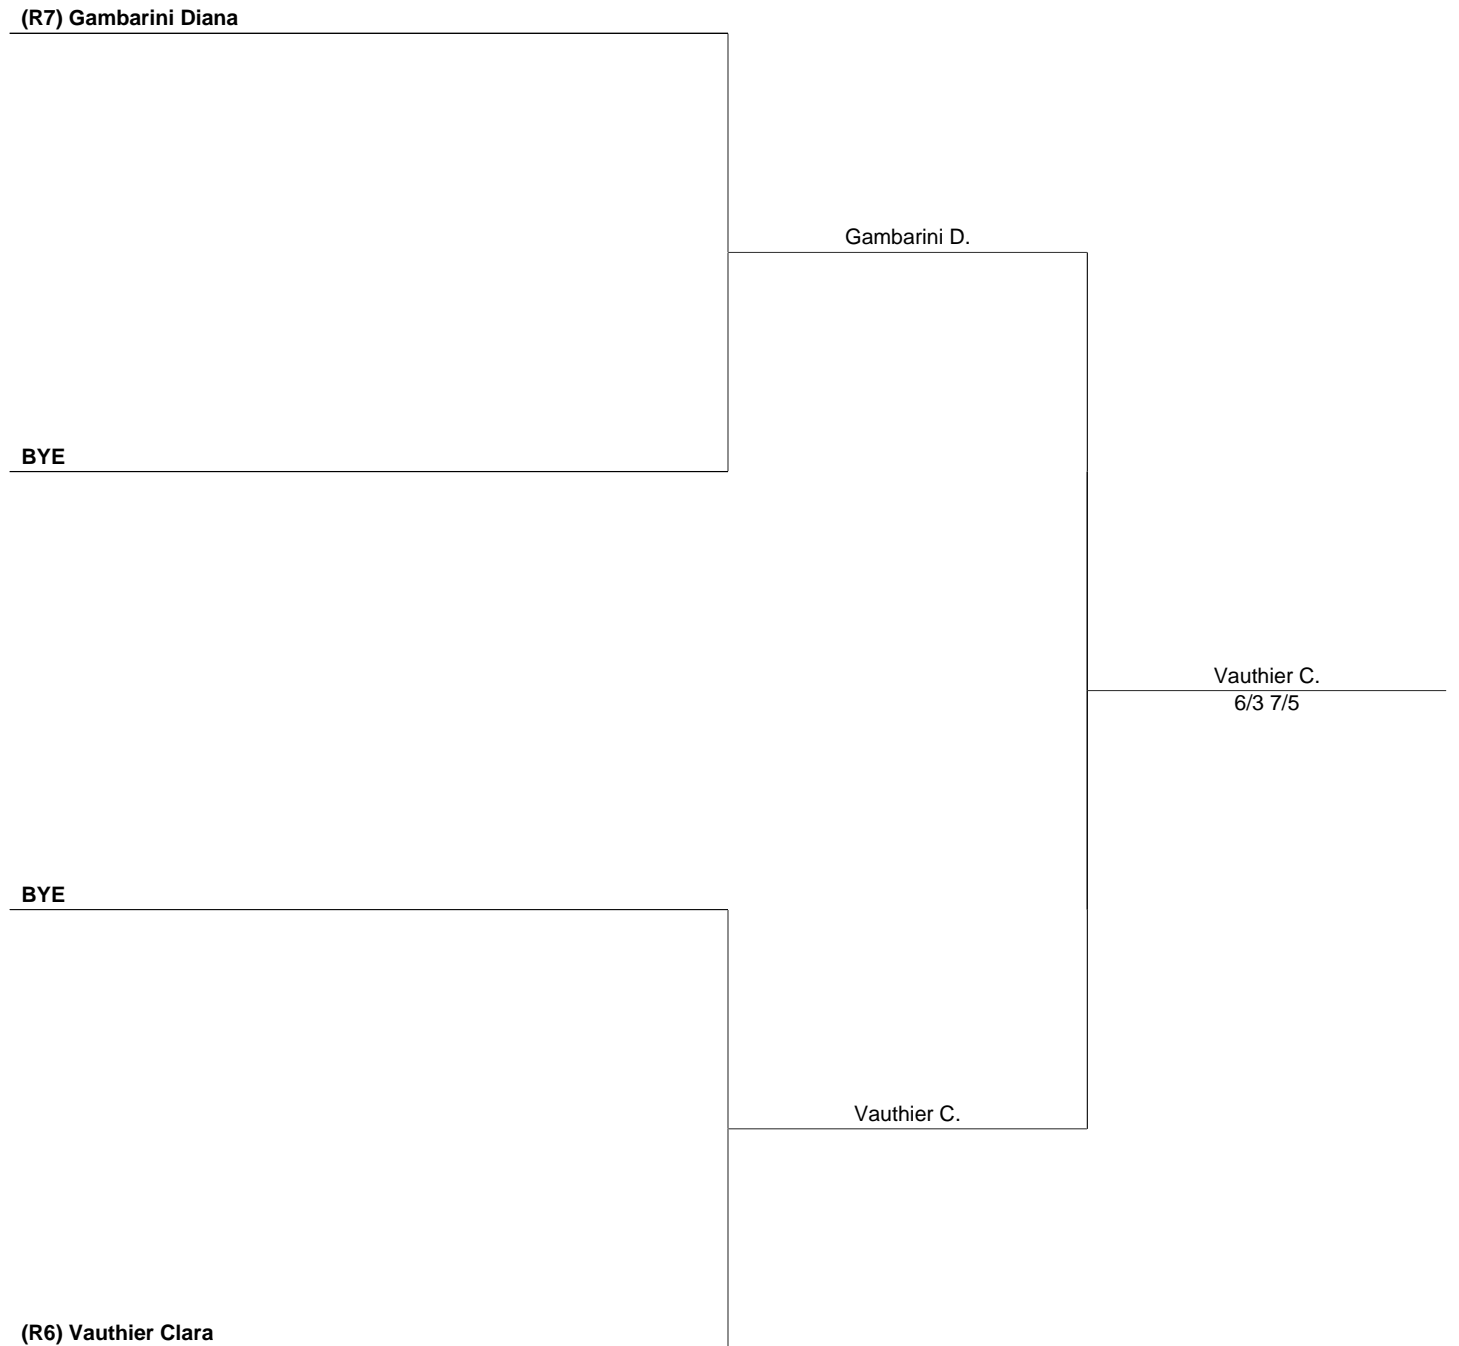 (R7) Gambarini Diana
Gambarini D.
BYE
Vauthier C.
6/3 7/5
BYE
Vauthier C.
(R6) Vauthier Clara